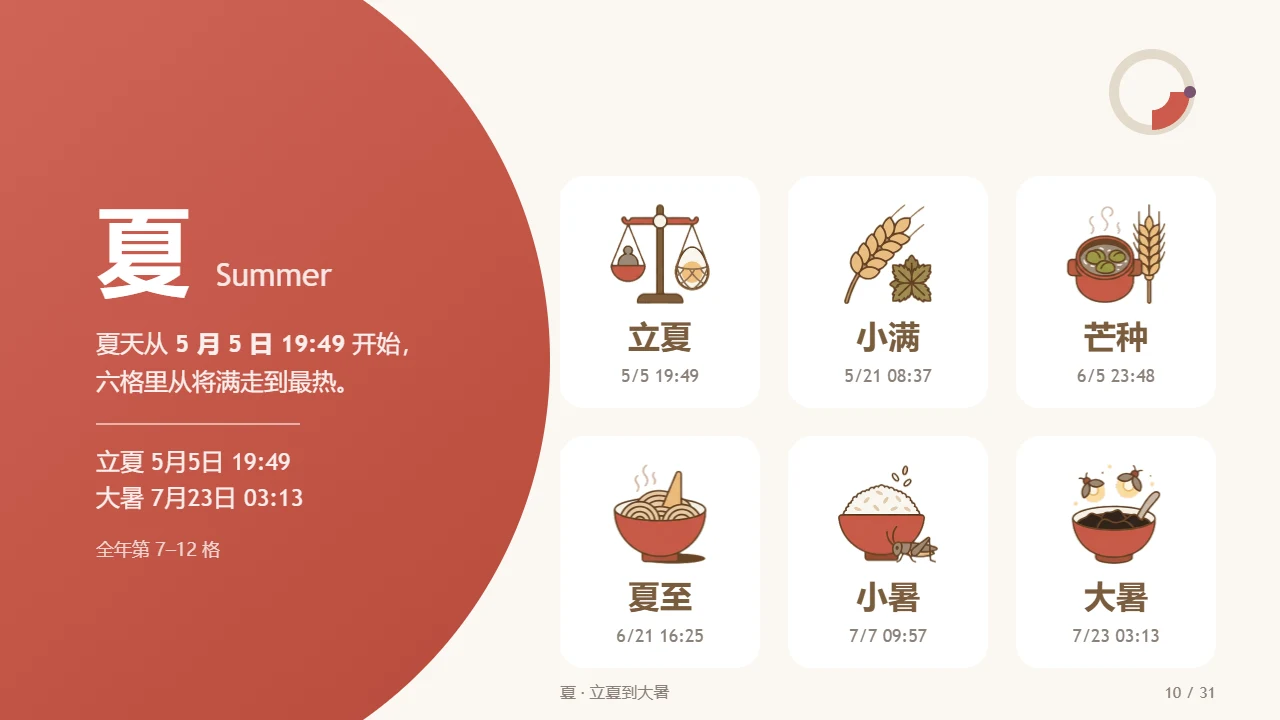 夏 Summer
夏天从 5 月 5 日 19:49 开始，
六格里从将满走到最热。
立夏 5月5日 19:49
大暑 7月23日 03:13
全年第 7–12 格
立夏
5/5 19:49
小满
5/21 08:37
芒种
6/5 23:48
夏至
6/21 16:25
小暑
7/7 09:57
大暑
7/23 03:13
夏 · 立夏到大暑
10 / 31